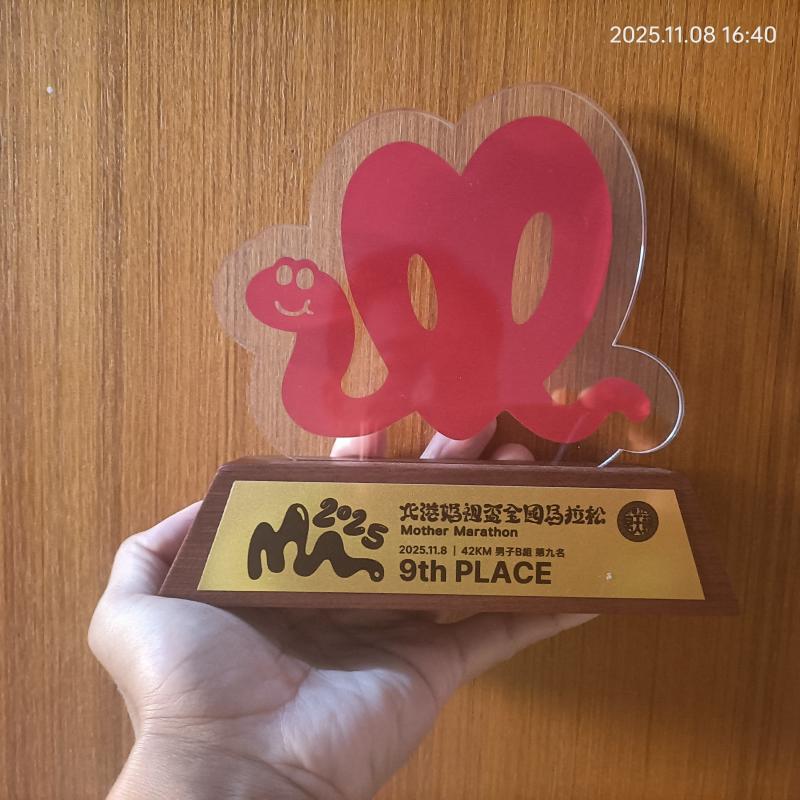 2025.11.08 16:40
2025
北港媽祖盃全國馬拉松
Mother Marathon
2025.11.8 | 42KM 男子B組 第九名
9th PLACE